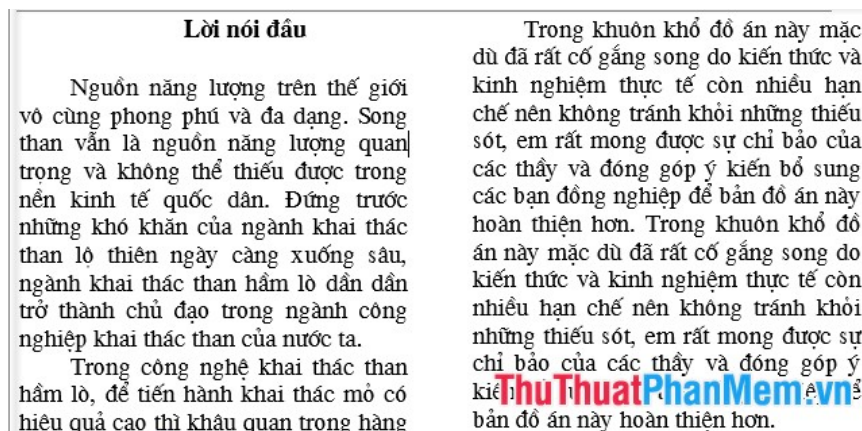 Lời nói đầu
Nguồn năng lượng trên thế giới
vô cùng phong phú và đa dạng. Song
than vẫn là nguồn năng lượng quan
trọng và không thể thiếu được trong
nền kinh tế quốc dân. Đứng trước
những khó khăn của ngành khai thác
than lộ thiên ngày càng xuống sâu,
ngành khai thác than hầm lò dần dần
trở thành chủ đạo trong ngành công
nghiệp khai thác than của nước ta.
Trong công nghệ khai thác than
hầm lò, để tiến hành khai thác mỏ có
hiệu quả cao thì khâu quan trọng hàng
Trong khuôn khổ đồ án này mặc
dù đã rất cố gắng song do kiến thức và
kinh nghiệm thực tế còn nhiều hạn
chế nên không tránh khỏi những thiếu
sót, em rất mong được sự chỉ bảo của
các thầy và đóng góp ý kiến bổ sung
các bạn đồng nghiệp để bản đồ án này
hoàn thiện hơn. Trong khuôn khổ đồ
án này mặc dù đã rất cố gắng song do
kiến thức và kinh nghiệm thực tế còn
nhiều hạn chế nên không tránh khỏi
những thiếu sót, em rất mong được sự
chỉ bảo của các thầy và đóng góp ý
ThuThuatPhanMem.vn
bản đồ án này hoàn thiện hơn.